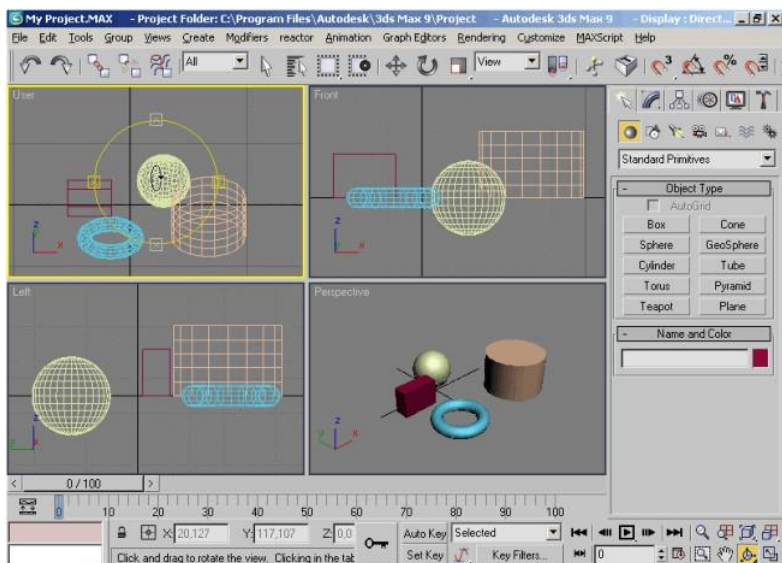 My Project.MAX - Project Folder: C:\Program Files\Autodesk\3ds Max 9\Project - Autodesk 3ds Max 9 - Display : Direct...
File Edit Tools Group Views Create Modifiers reactor Animation Graph Editors Rendering Customize MAXScript Help
All View 3 %
User Front
z x z x
Standard Primitives
- Object Type
AutoGrid
Box Cone
Sphere GeoSphere
Cylinder Tube
Torus Pyramid
Teapot Plane
- Name and Color
Left Perspective
z y z y x
< 0 / 100 >
0 10 20 30 40 50 60 70 80 90 100
X: 20,127 Y: 117,107 Z: 0,0 Auto Key Selected
Click and drag to rotate the view. Clicking in the tab Set Key Key Filters... 0